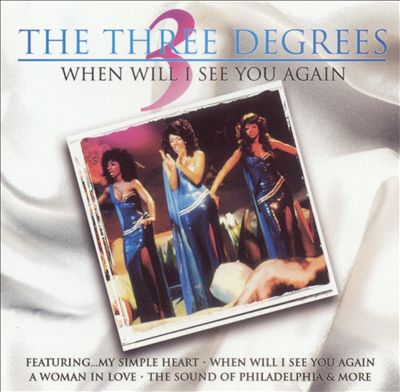 3
THE THREE DEGREES
WHEN WILL I SEE YOU AGAIN
FEATURING...MY SIMPLE HEART · WHEN WILL I SEE YOU AGAIN
A WOMAN IN LOVE · THE SOUND OF PHILADELPHIA & MORE